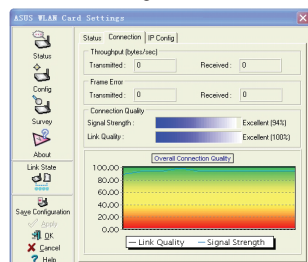 ASUS WLAN Card Settings
Status Connection IP Config
Throughput (bytes/sec)
Transmitted: 0 Received: 0
Frame Error
Transmitted: 0 Received: 0
Connection Quality
Signal Strength: Excellent (94%)
Link Quality: Excellent (100%)
Overall Connection Quality
100.00
80.00
60.00
40.00
20.00
0.00
Link Quality Signal Strength
Status
Config
Survey
About
Link State
Save Configuration
Apply
OK
Cancel
Help